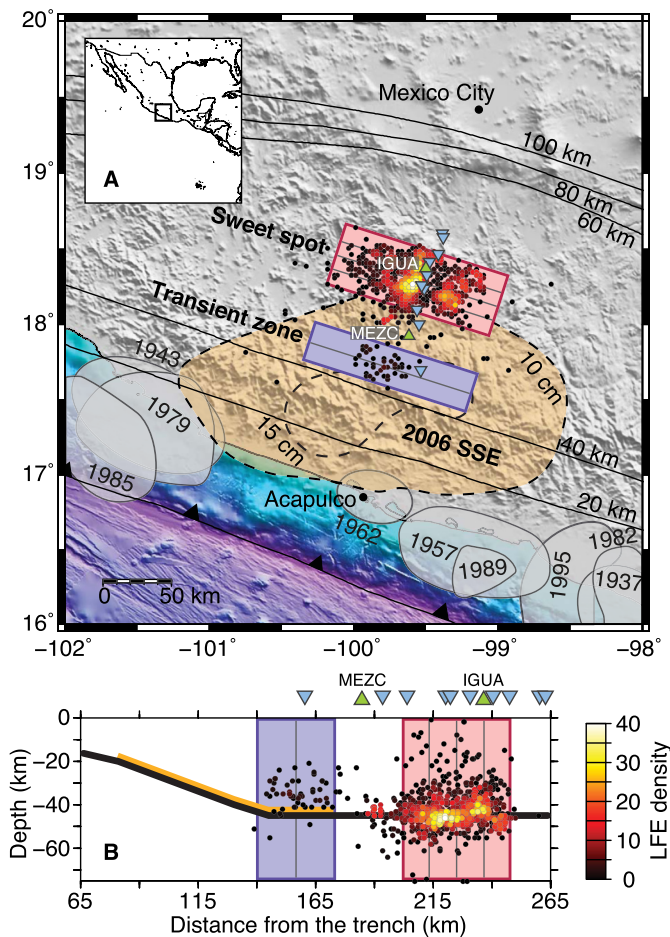 20°
19°
18°
17°
16°
−102°
−101°
−100°
−99°
−98°
A
Mexico City
100 km
80 km
60 km
Sweet spot
IGUA
Transient zone
MEZC
10 cm
1943
1979
15 cm
2006 SSE
40 km
1985
Acapulco
20 km
1962
1957
1989
1995
1982
1937
0 50 km
MEZC IGUA
Depth (km)
0
−20
−40
−60
B
65 115 165 215 265
Distance from the trench (km)
40
30
20
10
0
LFE density